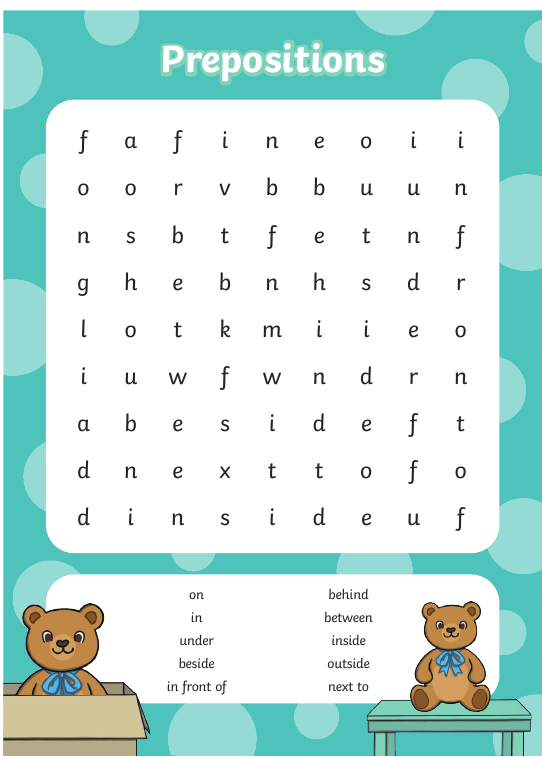 Prepositions
f a f i n e o i i
o o r v b b u u n
n s b t f e t n f
g h e b n h s d r
l o t k m i i e o
i u w f w n d r n
a b e s i d e f t
d n e x t t o f o
d i n s i d e u f
on behind
in between
under inside
beside outside
in front of next to